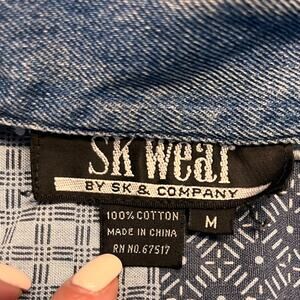 SK Wear
BY SK & COMPANY
100% COTTON
MADE IN CHINA
RN NO. 67517
M